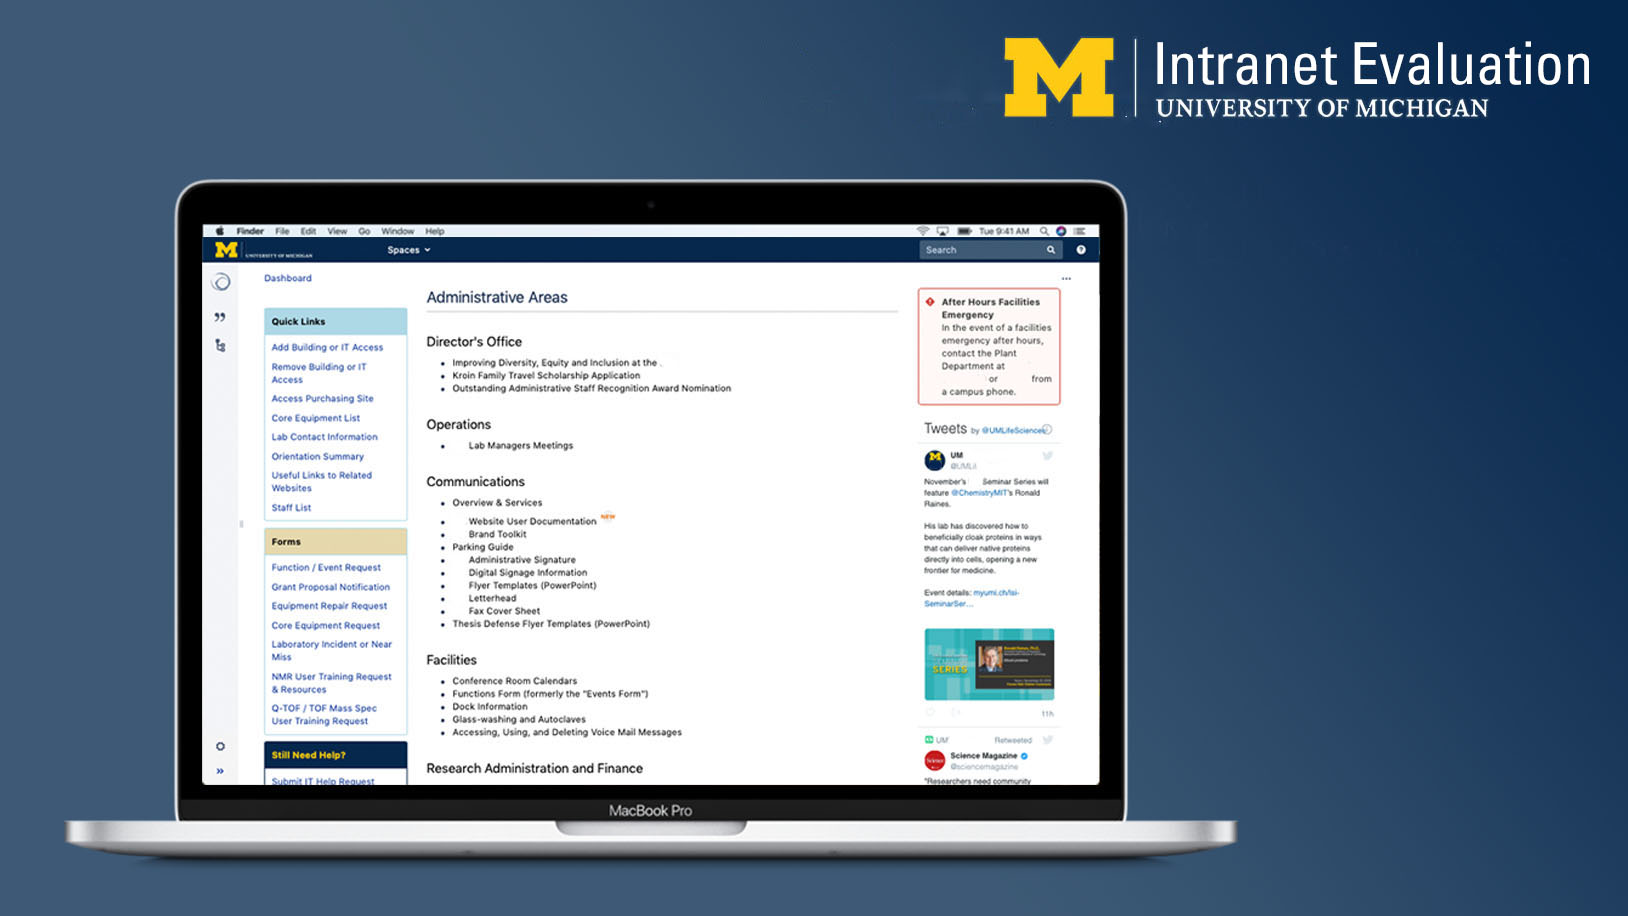 Intranet Evaluation
UNIVERSITY OF MICHIGAN
Finder File Edit View Go Window Help
Tue 9:41 AM
UNIVERSITY OF MICHIGAN
Spaces
Search
Dashboard
Quick Links
Add Building or IT Access
Remove Building or IT
Access
Access Purchasing Site
Core Equipment List
Lab Contact Information
Orientation Summary
Useful Links to Related
Websites
Staff List
Forms
Function / Event Request
Grant Proposal Notification
Equipment Repair Request
Core Equipment Request
Laboratory Incident or Near
Miss
NMR User Training Request
& Resources
Q-TOF / TOF Mass Spec
User Training Request
Still Need Help?
Submit IT Help Request
Administrative Areas
Director's Office
Improving Diversity, Equity and Inclusion at the
Kroin Family Travel Scholarship Application
Outstanding Administrative Staff Recognition Award Nomination
Operations
Lab Managers Meetings
Communications
Overview & Services
Website User Documentation NEW
Brand Toolkit
Parking Guide
Administrative Signature
Digital Signage Information
Flyer Templates (PowerPoint)
Letterhead
Fax Cover Sheet
Thesis Defense Flyer Templates (PowerPoint)
Facilities
Conference Room Calendars
Functions Form (formerly the "Events Form")
Dock Information
Glass-washing and Autoclaves
Accessing, Using, and Deleting Voice Mail Messages
Research Administration and Finance
After Hours Facilities
Emergency
In the event of a facilities
emergency after hours,
contact the Plant
Department at
or from
a campus phone.
Tweets by @UMLifeSciences
UM
November's Seminar Series will
feature @ChemistryMIT's Ronald
Raines.
His lab has discovered how to
beneficially cloak proteins in ways
that can deliver native proteins
directly into cells, opening a new
frontier for medicine.
Event details: myumi.ch/lsi-
SeminarSer...
SERIES
11h
UM Retweeted
Science Magazine
@sciencemagazine
"Researchers need community
MacBook Pro